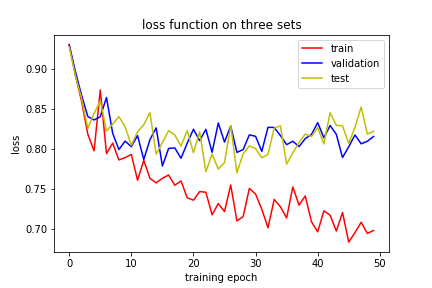 loss function on three sets
train
validation
test
loss
0.90
0.85
0.80
0.75
0.70
0
10
20
30
40
50
training epoch